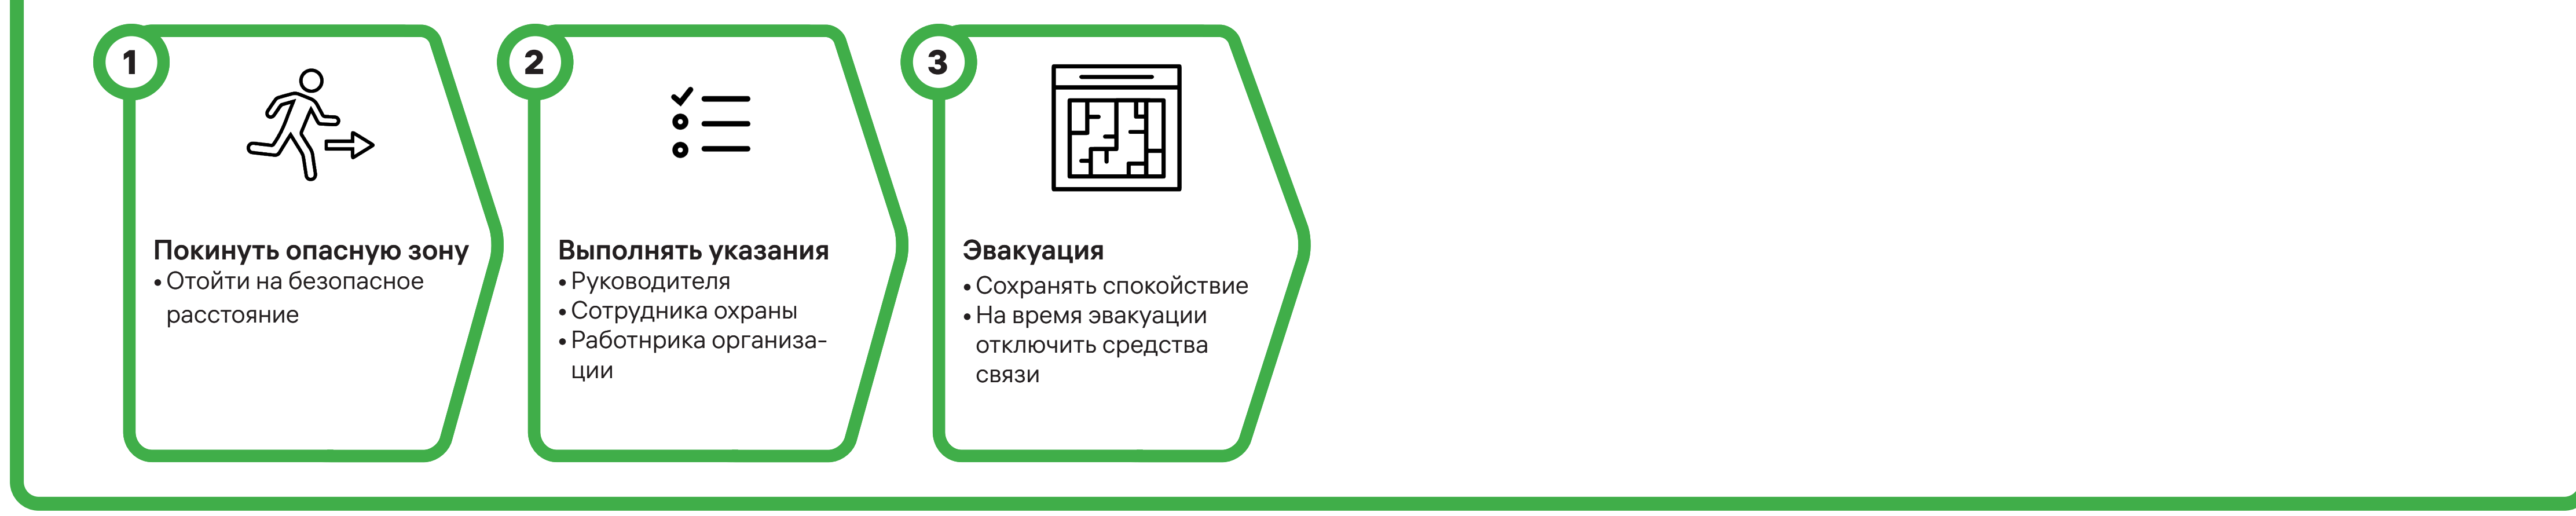 1
Покинуть опасную зону
• Отойти на безопасное
расстояние
2
Выполнять указания
• Руководителя
• Сотрудника охраны
• Работнрика организа-
ции
3
Эвакуация
• Сохранять спокойствие
• На время эвакуации
отключить средства
связи